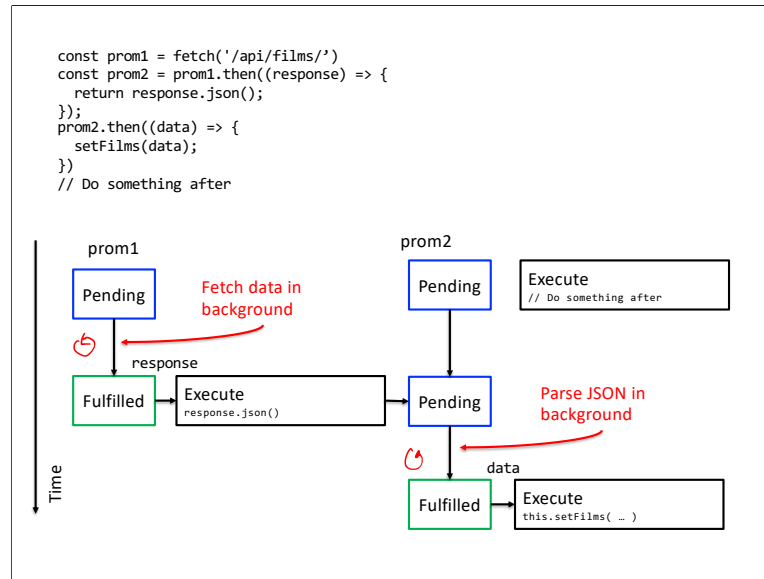 const prom1 = fetch('/api/films/’)
const prom2 = prom1.then((response) => {
return response.json();
});
prom2.then((data) => {
setFilms(data);
})
// Do something after
prom1
prom2
Pending
Fetch data in
background
Pending
Execute
// Do something after
response
Fulfilled
Execute
response.json()
Pending
Parse JSON in
background
Time
data
Fulfilled
Execute
this.setFilms( … )